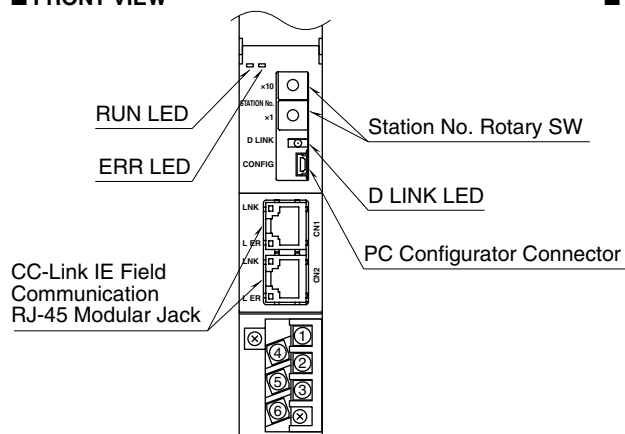 ■ FRONT VIEW
×10
STATION No.
×1
D LINK
CONFIG
RUN LED
ERR LED
Station No. Rotary SW
D LINK LED
PC Configurator Connector
LNK
L ER
CN1
LNK
L ER
CN2
CC-Link IE Field
Communication
RJ-45 Modular Jack
1
4
2
5
3
6